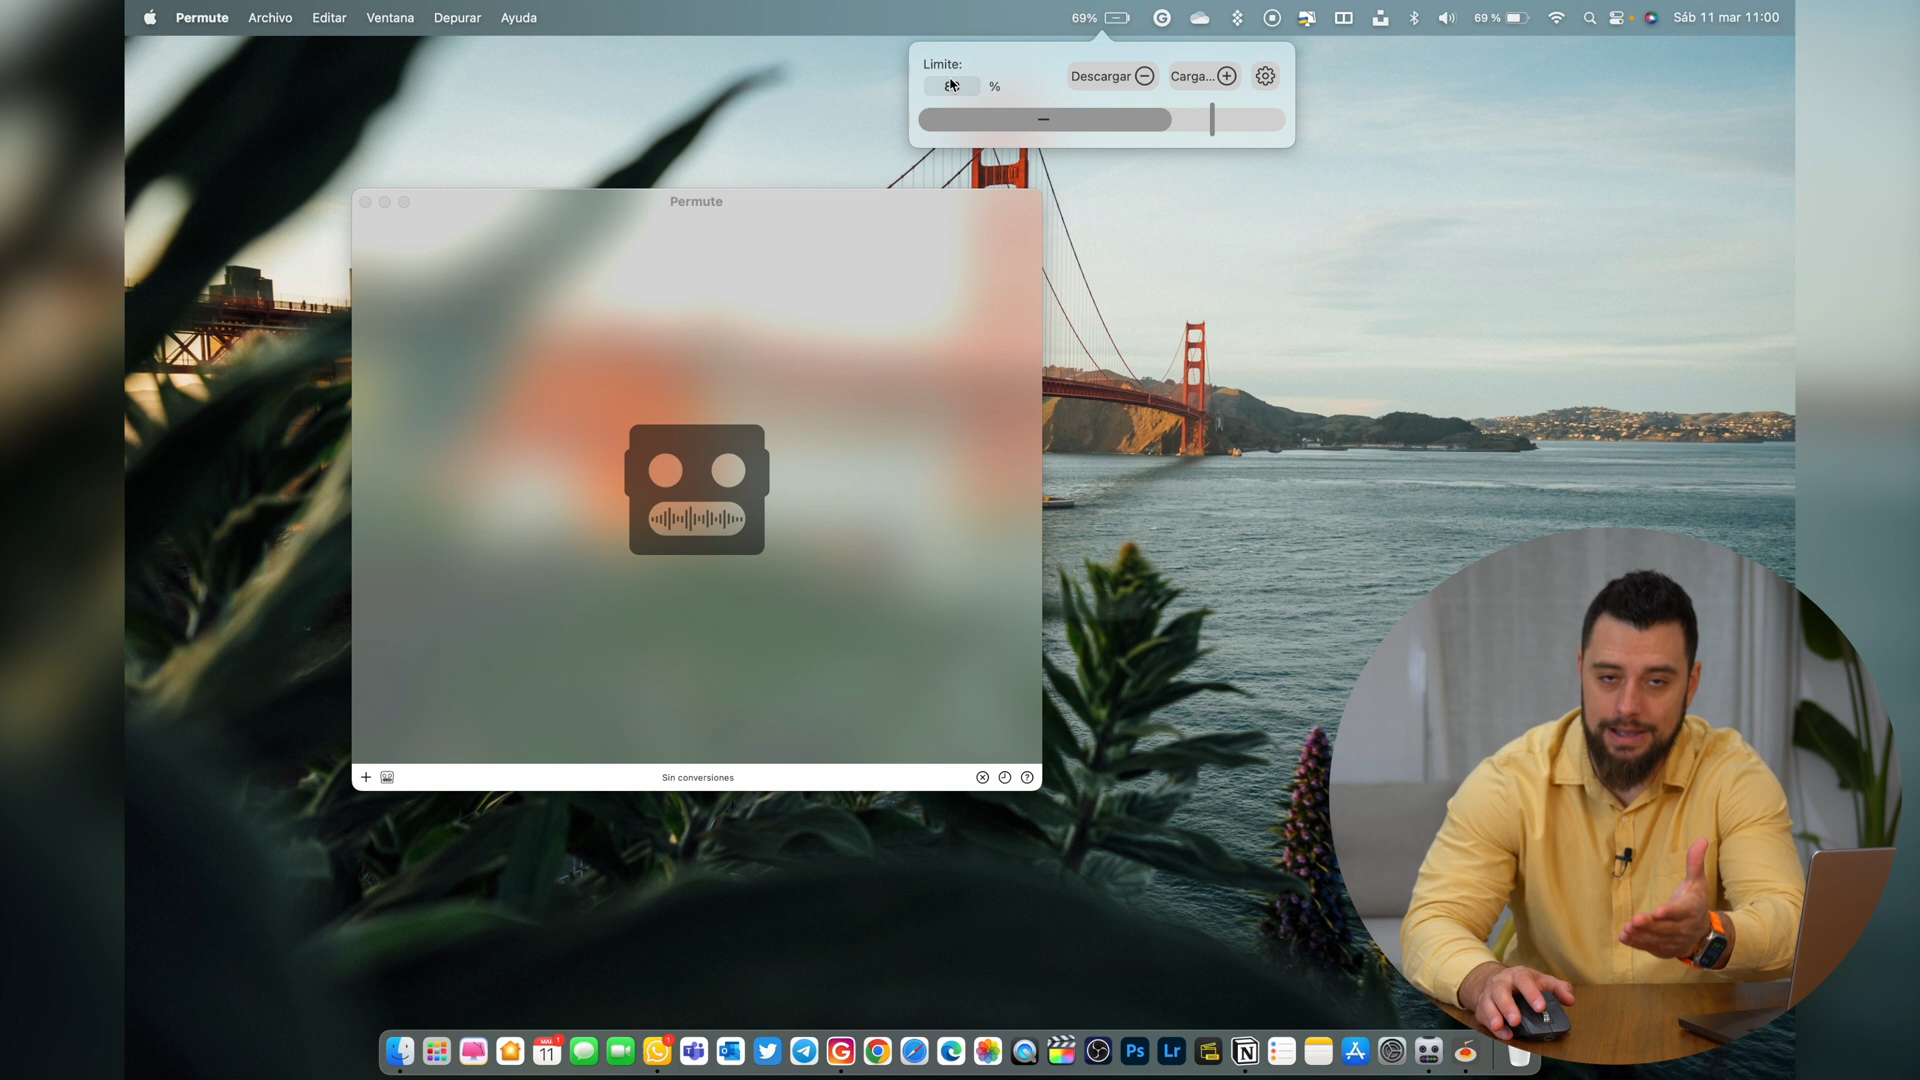 Permute Archivo Editar Ventana Depurar Ayuda 69% 69 % Sáb 11 mar 11:00
Limite:
%
Descargar Carga...
Permute
Sin conversiones
11
Ps Lr